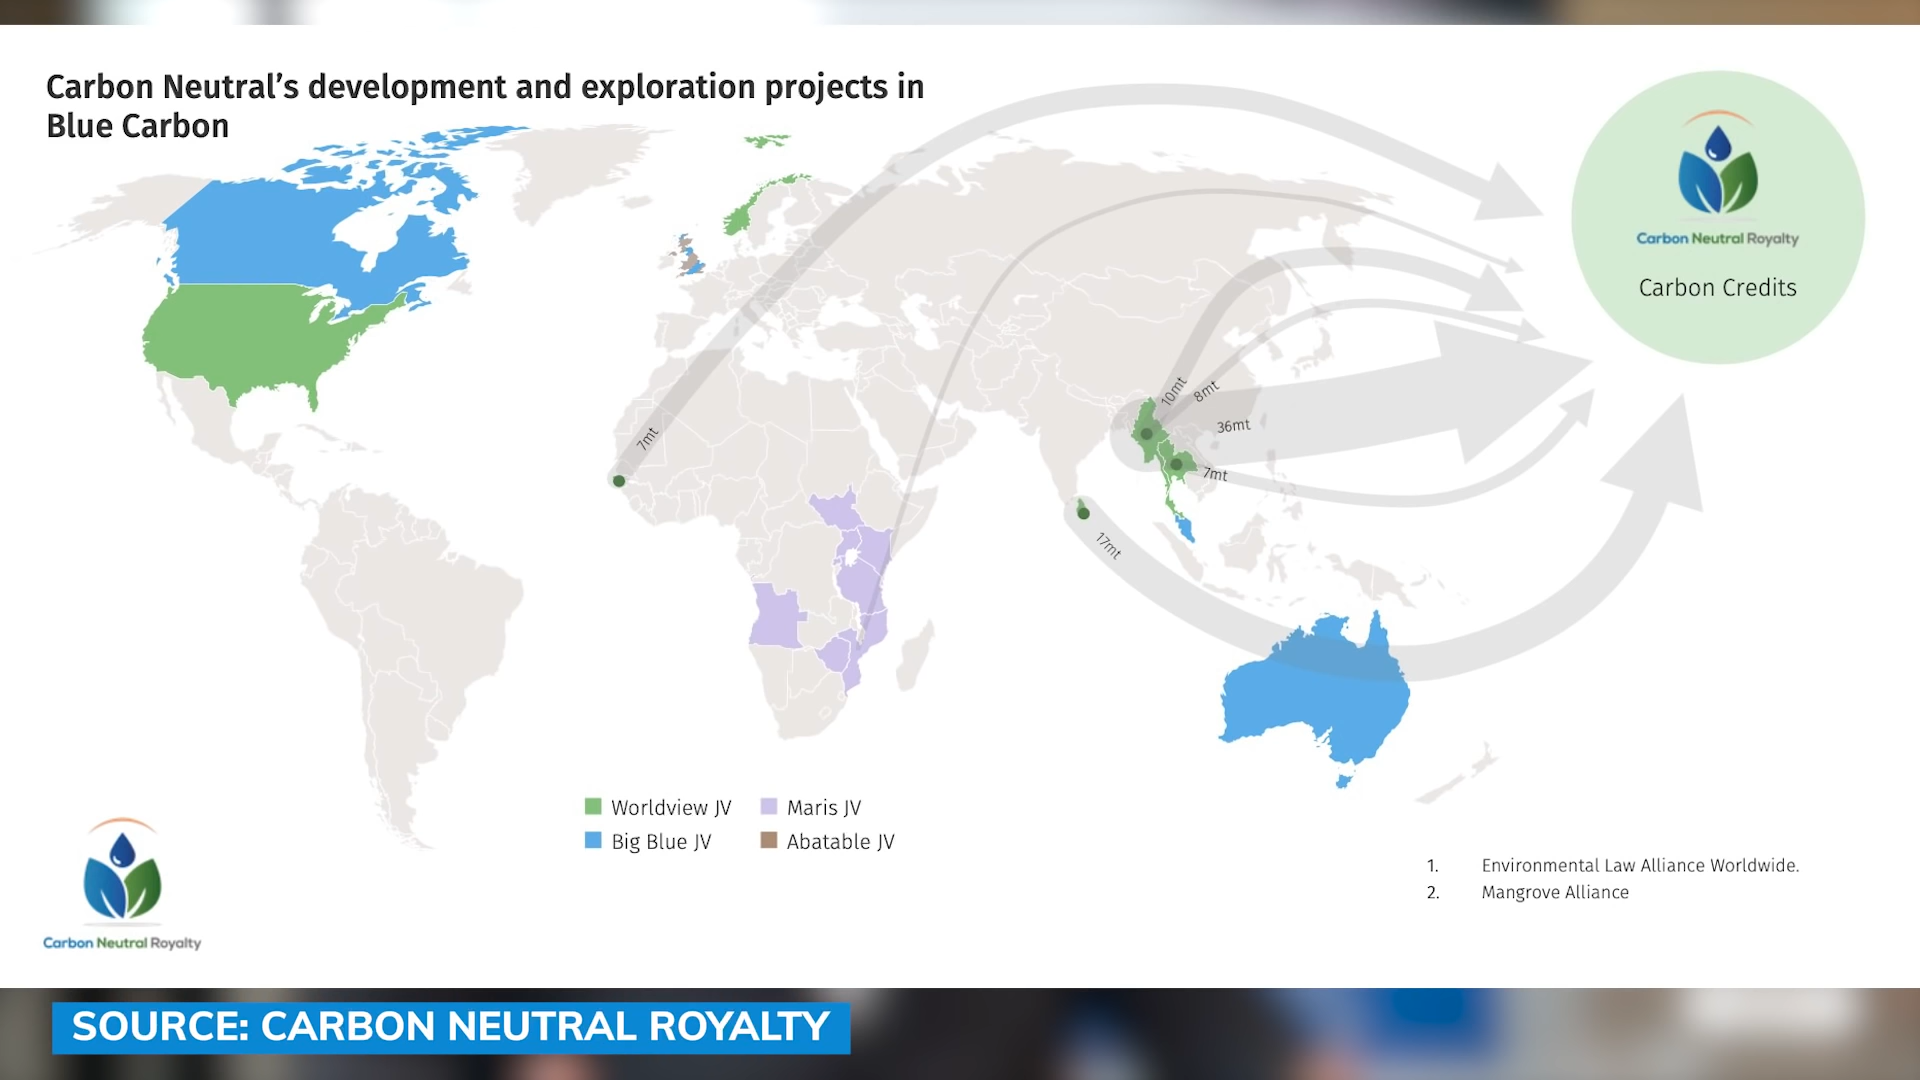 Carbon Neutral’s development and exploration projects in
Blue Carbon
Carbon Neutral Royalty
Carbon Credits
10mt
8mt
36mt
7mt
7mt
17mt
Worldview JV
Maris JV
Big Blue JV
Abatable JV
1. Environmental Law Alliance Worldwide.
2. Mangrove Alliance
Carbon Neutral Royalty
SOURCE: CARBON NEUTRAL ROYALTY